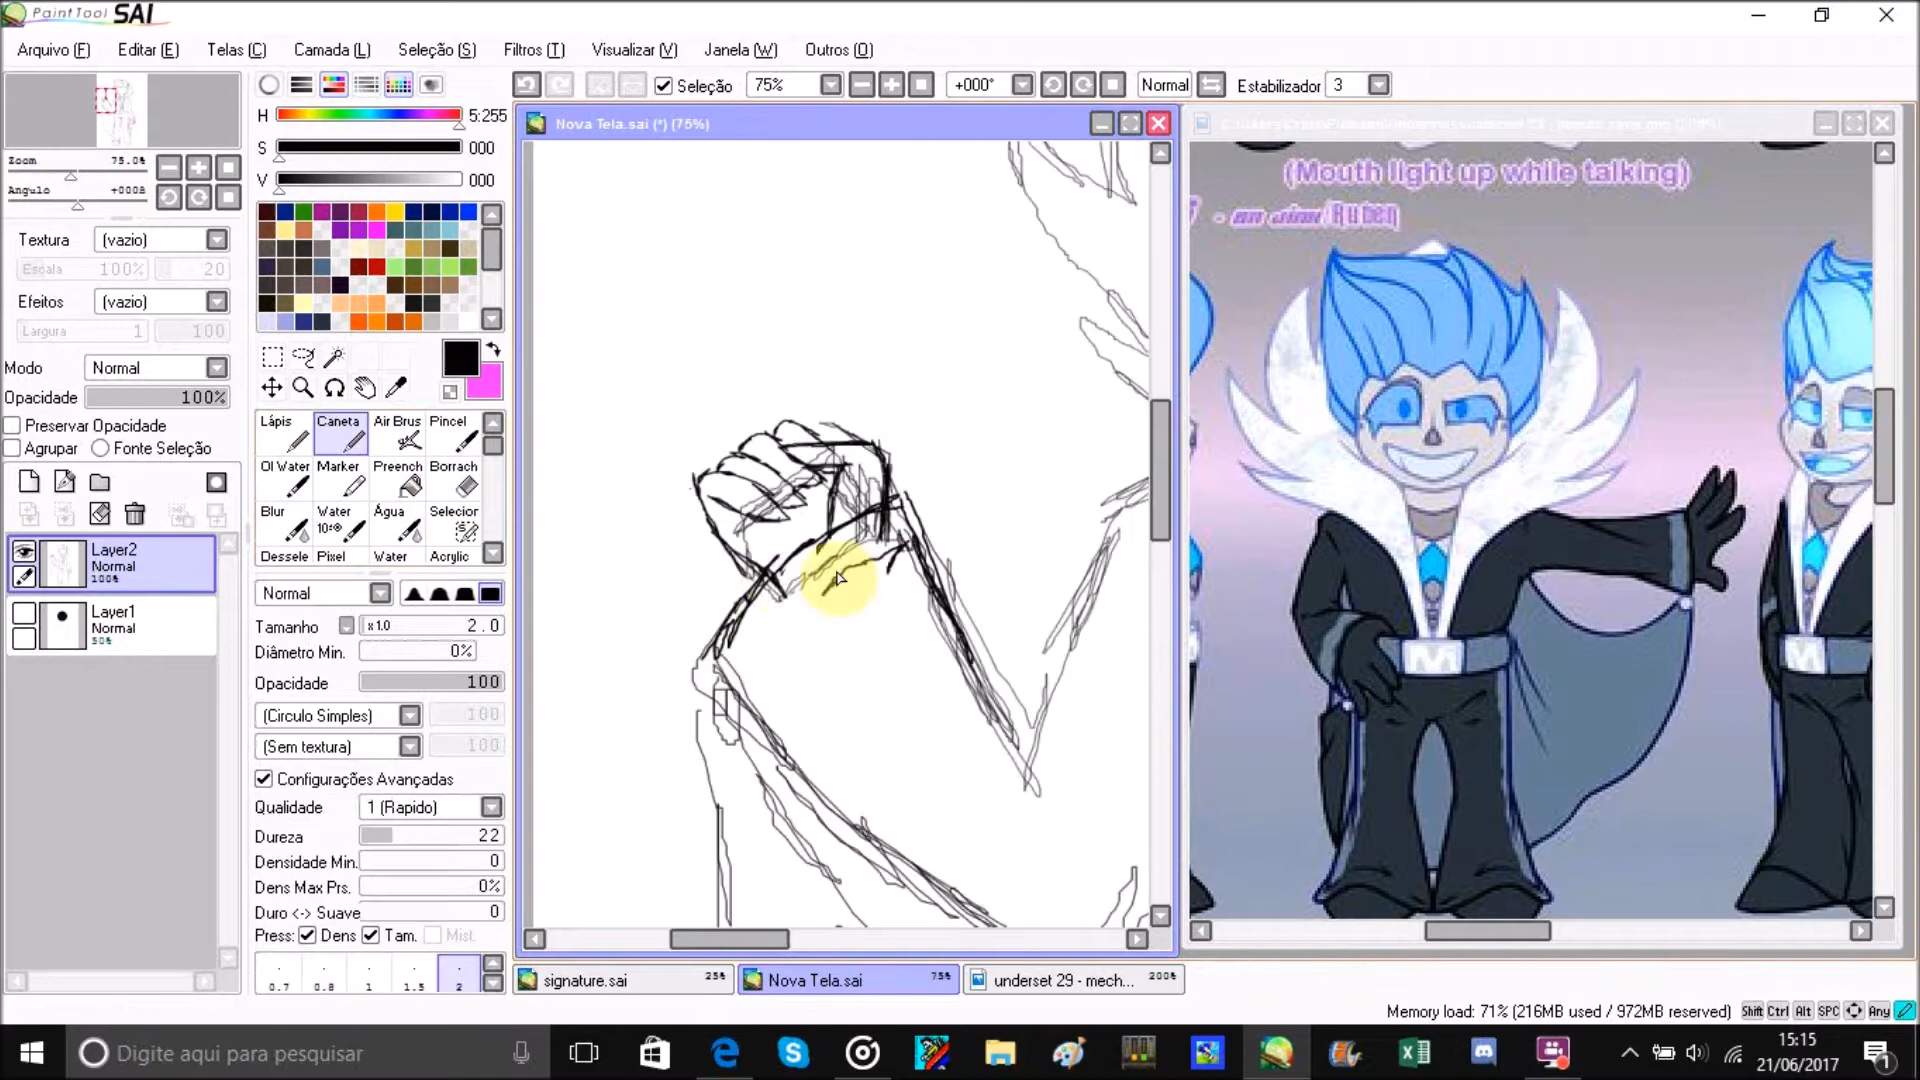 PaintTool SAI
Arquivo (F) Editar (E) Telas (C) Camada (L) Seleção (S) Filtros (T) Visualizar (V) Janela (W) Outros (O)
Seleção 75% +000° Normal Estabilizador 3
H 5:255
S 000
V 000
Zoom 75.0%
Angulo +000°
Textura (vazio)
Escala 100% 20
Efeitos (vazio)
Largura 1 100
Modo Normal
Opacidade 100%
Preservar Opacidade
Agrupar Fonte Seleção
Layer2
Normal
100%
Layer1
Normal
50%
Lápis Caneta Air Brus Pincel
Ol Water Marker Preench Borrach
Blur Water Água Selecior
Dessele Pixel Water Acrylic
Normal
Tamanho x 1.0 2.0
Diâmetro Min. 0%
Opacidade 100
(Circulo Simples) 100
(Sem textura) 100
Configurações Avançadas
Qualidade 1 (Rapido)
Dureza 22
Densidade Min. 0
Dens Max Prs. 0%
Duro <-> Suave 0
Press: Dens Tam. Mist.
0.7 0.8 1 1.5 2
Nova Tela.sai (*) (75%)
(Mouth light up while talking)
M
M
signature.sai 25%
Nova Tela.sai 75%
underset 29 - mech... 200%
Memory load: 71% (216MB used / 972MB reserved) Shift Ctrl Alt SPC Any
Digite aqui para pesquisar
15:15
21/06/2017
1